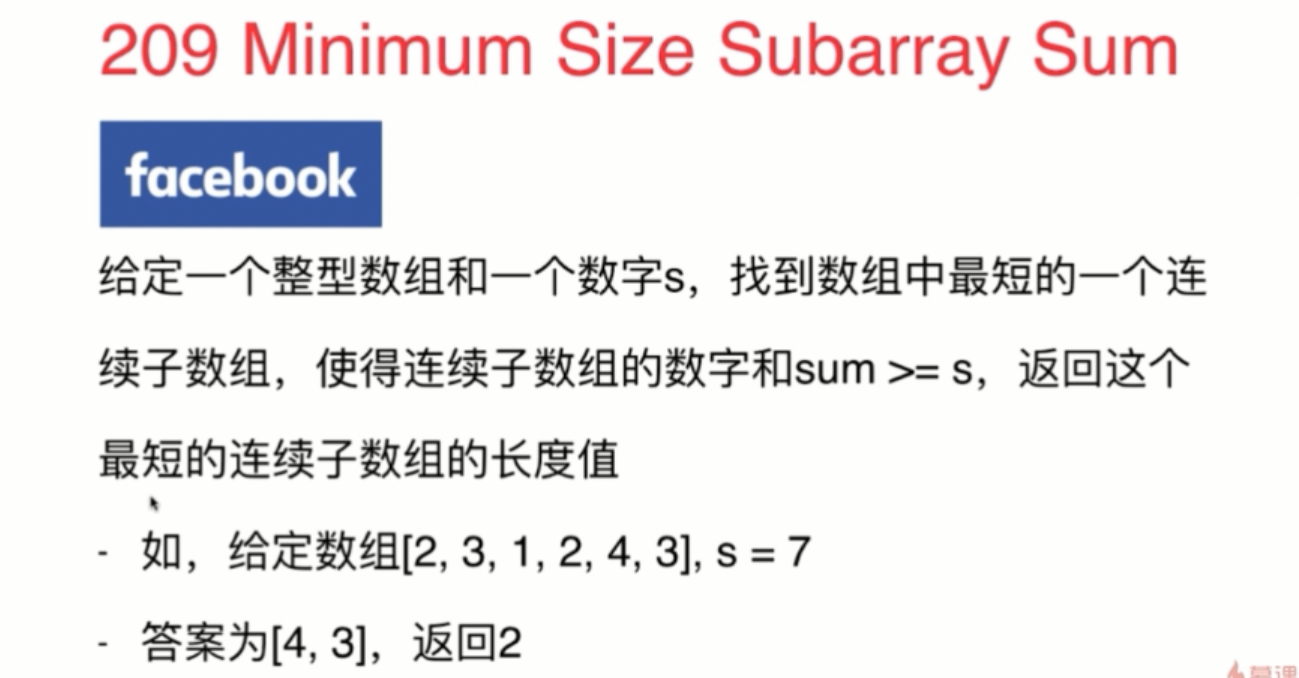 209 Minimum Size Subarray Sum
facebook
给定一个整型数组和一个数字s，找到数组中最短的一个连
续子数组，使得连续子数组的数字和sum >= s，返回这个
最短的连续子数组的长度值
- 如，给定数组[2, 3, 1, 2, 4, 3], s = 7
- 答案为[4, 3]，返回2